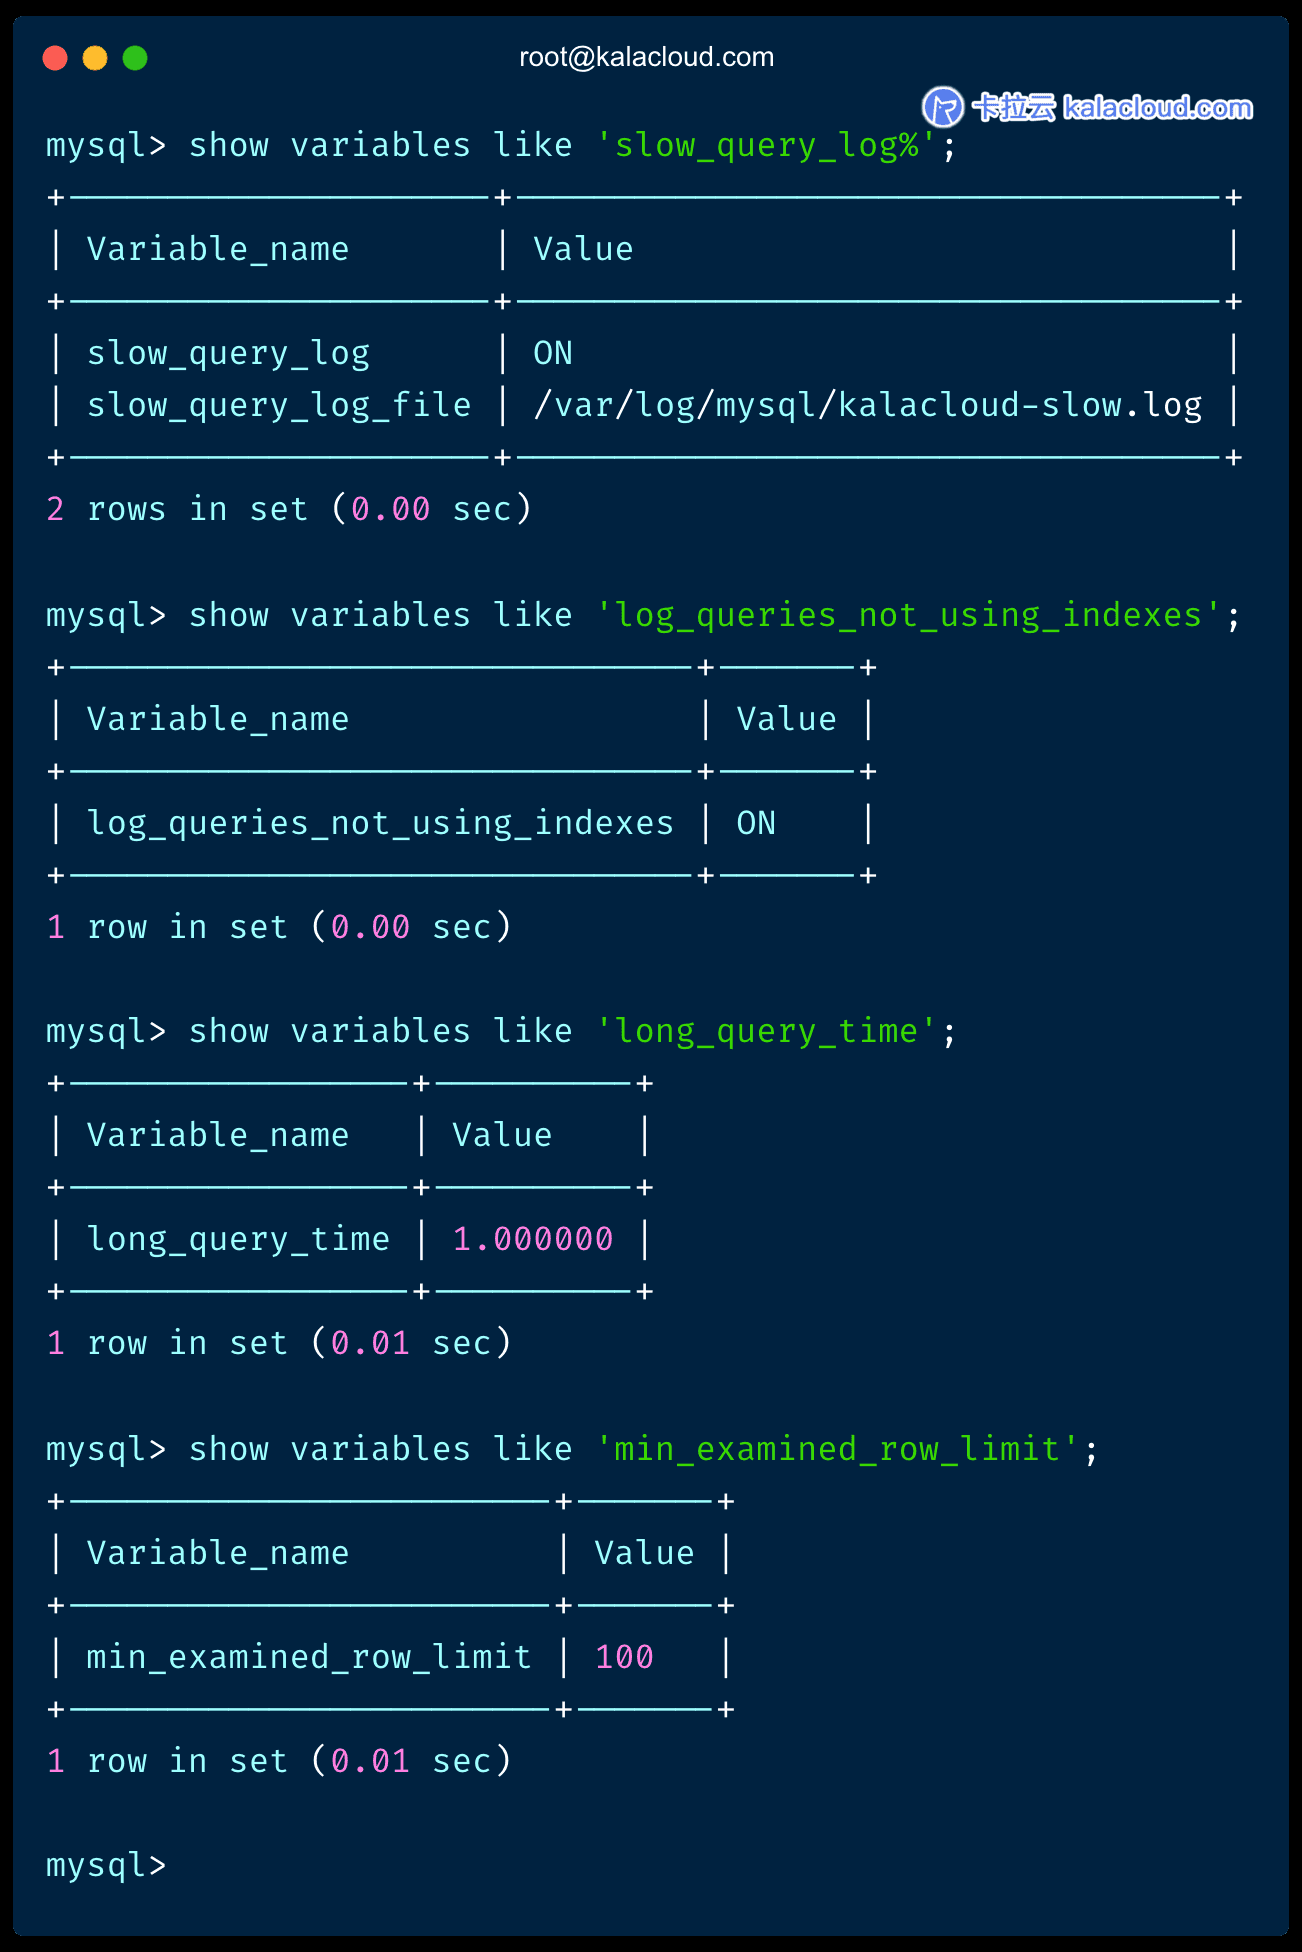 root@kalacloud.com
卡拉云 kalacloud.com
mysql> show variables like 'slow_query_log%';
+---------------------+-----------------------------------+
| Variable_name       | Value                             |
+---------------------+-----------------------------------+
| slow_query_log      | ON                                |
| slow_query_log_file | /var/log/mysql/kalacloud-slow.log |
+---------------------+-----------------------------------+
2 rows in set (0.00 sec)
mysql> show variables like 'log_queries_not_using_indexes';
+-------------------------------+-------+
| Variable_name                 | Value |
+-------------------------------+-------+
| log_queries_not_using_indexes | ON    |
+-------------------------------+-------+
1 row in set (0.00 sec)
mysql> show variables like 'long_query_time';
+-----------------+----------+
| Variable_name   | Value    |
+-----------------+----------+
| long_query_time | 1.000000 |
+-----------------+----------+
1 row in set (0.01 sec)
mysql> show variables like 'min_examined_row_limit';
+------------------------+-------+
| Variable_name          | Value |
+------------------------+-------+
| min_examined_row_limit | 100   |
+------------------------+-------+
1 row in set (0.01 sec)
mysql>